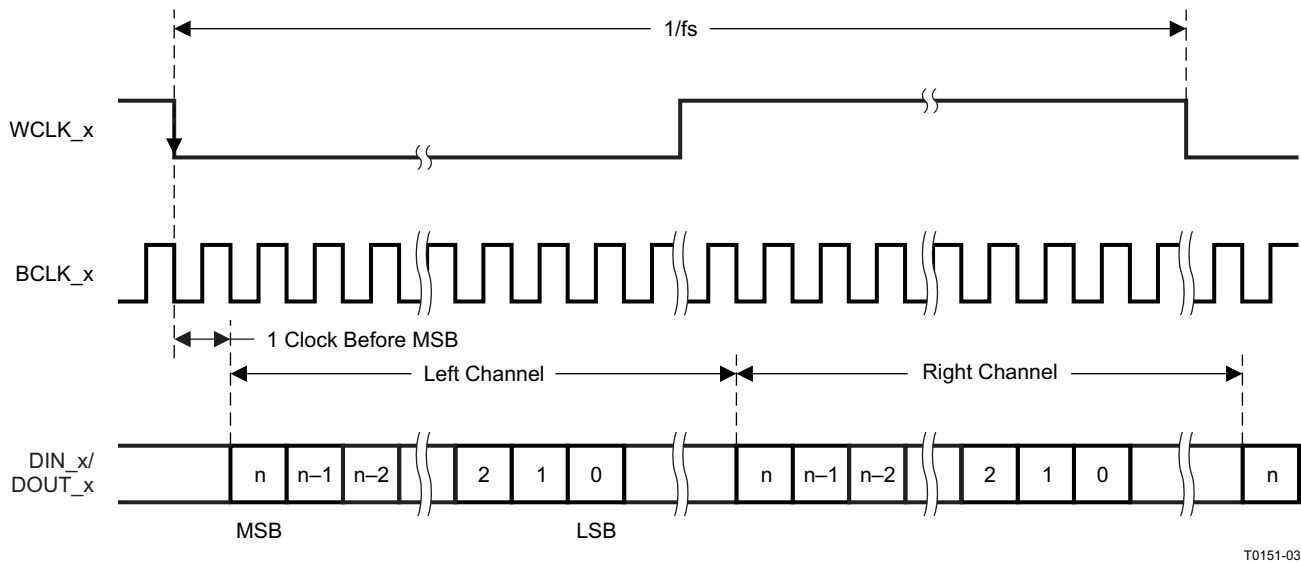 1/fs
WCLK_x
BCLK_x
1 Clock Before MSB
Left Channel
Right Channel
DIN_x/
DOUT_x
n n–1 n–2 2 1 0 n n–1 n–2 2 1 0 n
MSB LSB
T0151-03